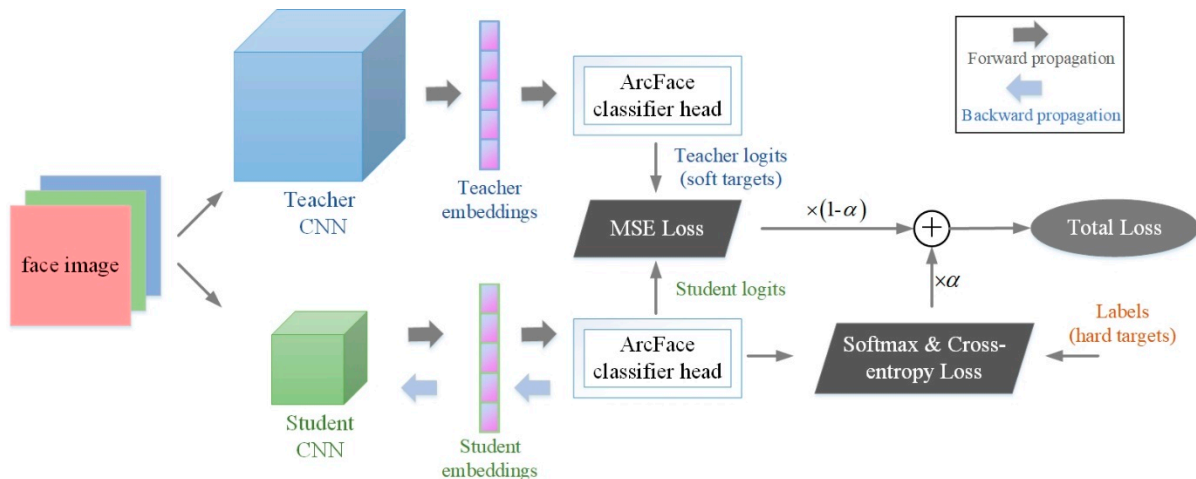 Forward propagation
Backward propagation
ArcFace
classifier head
Teacher
CNN
Teacher
embeddings
Teacher logits
(soft targets)
face image
MSE Loss
×(1-α)
+
Total Loss
×α
Student logits
Labels
(hard targets)
ArcFace
classifier head
Softmax & Cross-
entropy Loss
Student
CNN
Student
embeddings